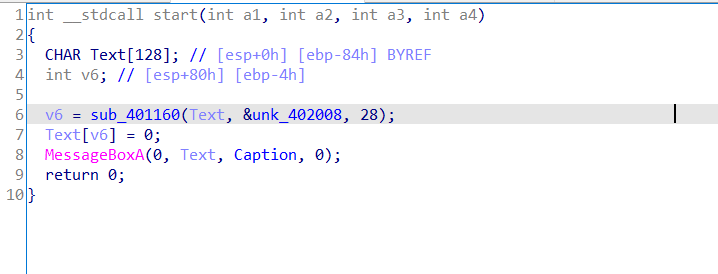 1 int __stdcall start(int a1, int a2, int a3, int a4)
2 {
3 CHAR Text[128]; // [esp+0h] [ebp-84h] BYREF
4 int v6; // [esp+80h] [ebp-4h]
5
6 v6 = sub_401160(Text, &unk_402008, 28);
7 Text[v6] = 0;
8 MessageBoxA(0, Text, Caption, 0);
9 return 0;
10 }